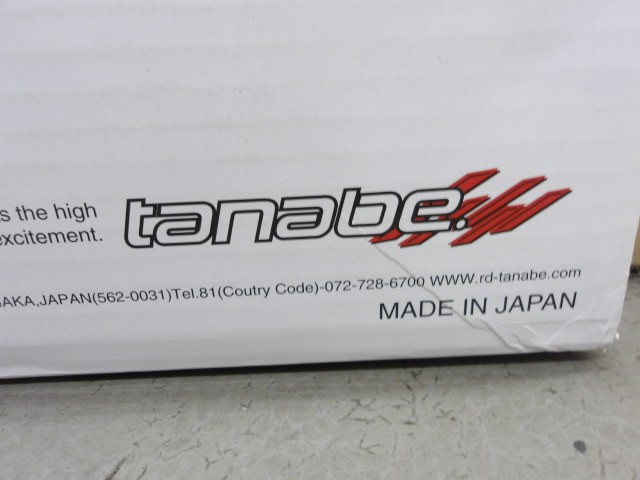 s the high
excitement.
tanabe.
SAKA,JAPAN(562-0031)Tel.81(Coutry Code)-072-728-6700 WWW.rd-tanabe.com
MADE IN JAPAN